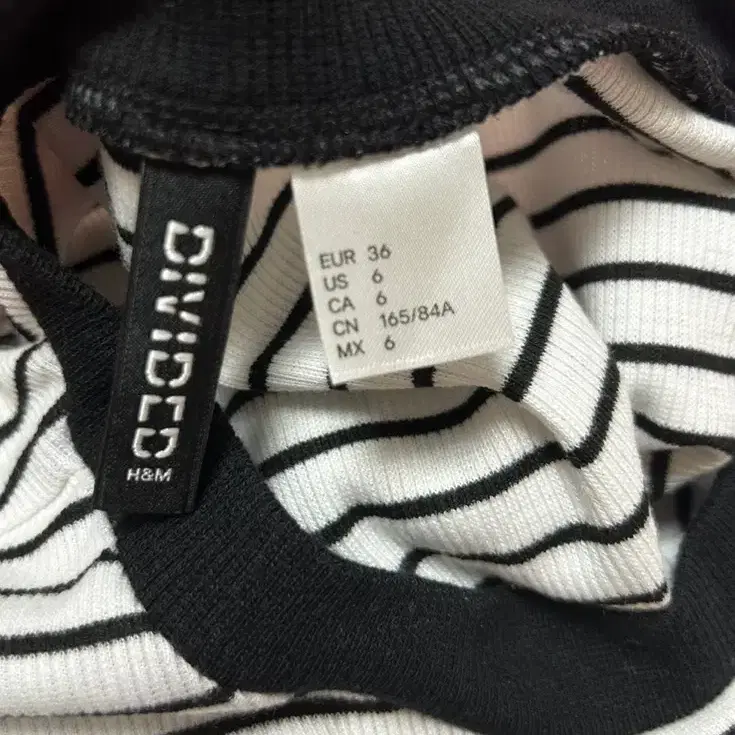 DIVIDED
H&M
EUR 36
US 6
CA 6
CN 165/84A
MX 6